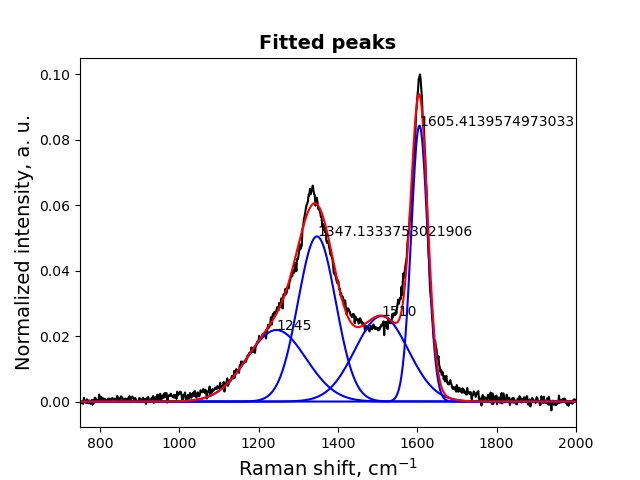 Fitted peaks
Normalized intensity, a. u.
0.10
0.08
0.06
0.04
0.02
0.00
1605.4139574973033
1347.1333753021906
1510
1245
800 1000 1200 1400 1600 1800 2000
Raman shift, cm⁻¹